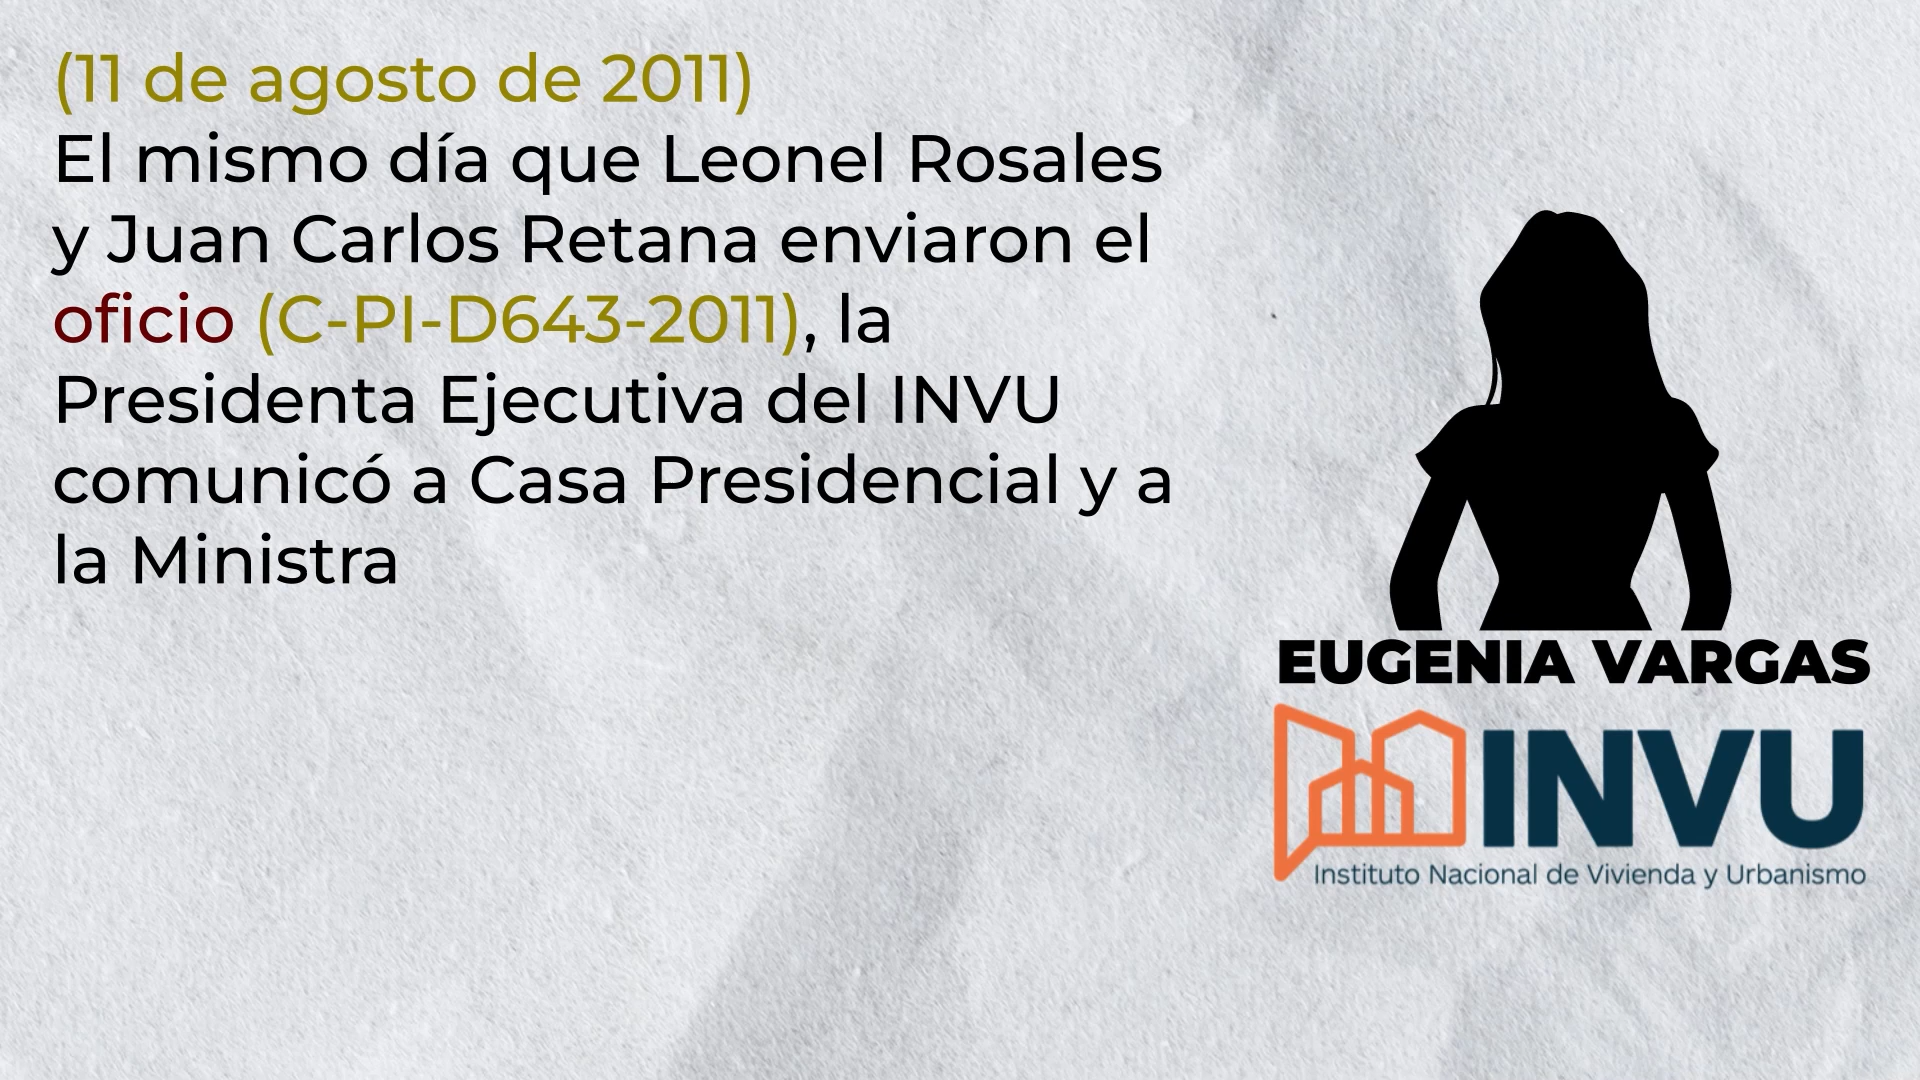 (11 de agosto de 2011)
El mismo día que Leonel Rosales
y Juan Carlos Retana enviaron el
oficio (C-PI-D643-2011), la
Presidenta Ejecutiva del INVU
comunicó a Casa Presidencial y a
la Ministra
EUGENIA VARGAS
INVU
Instituto Nacional de Vivienda y Urbanismo